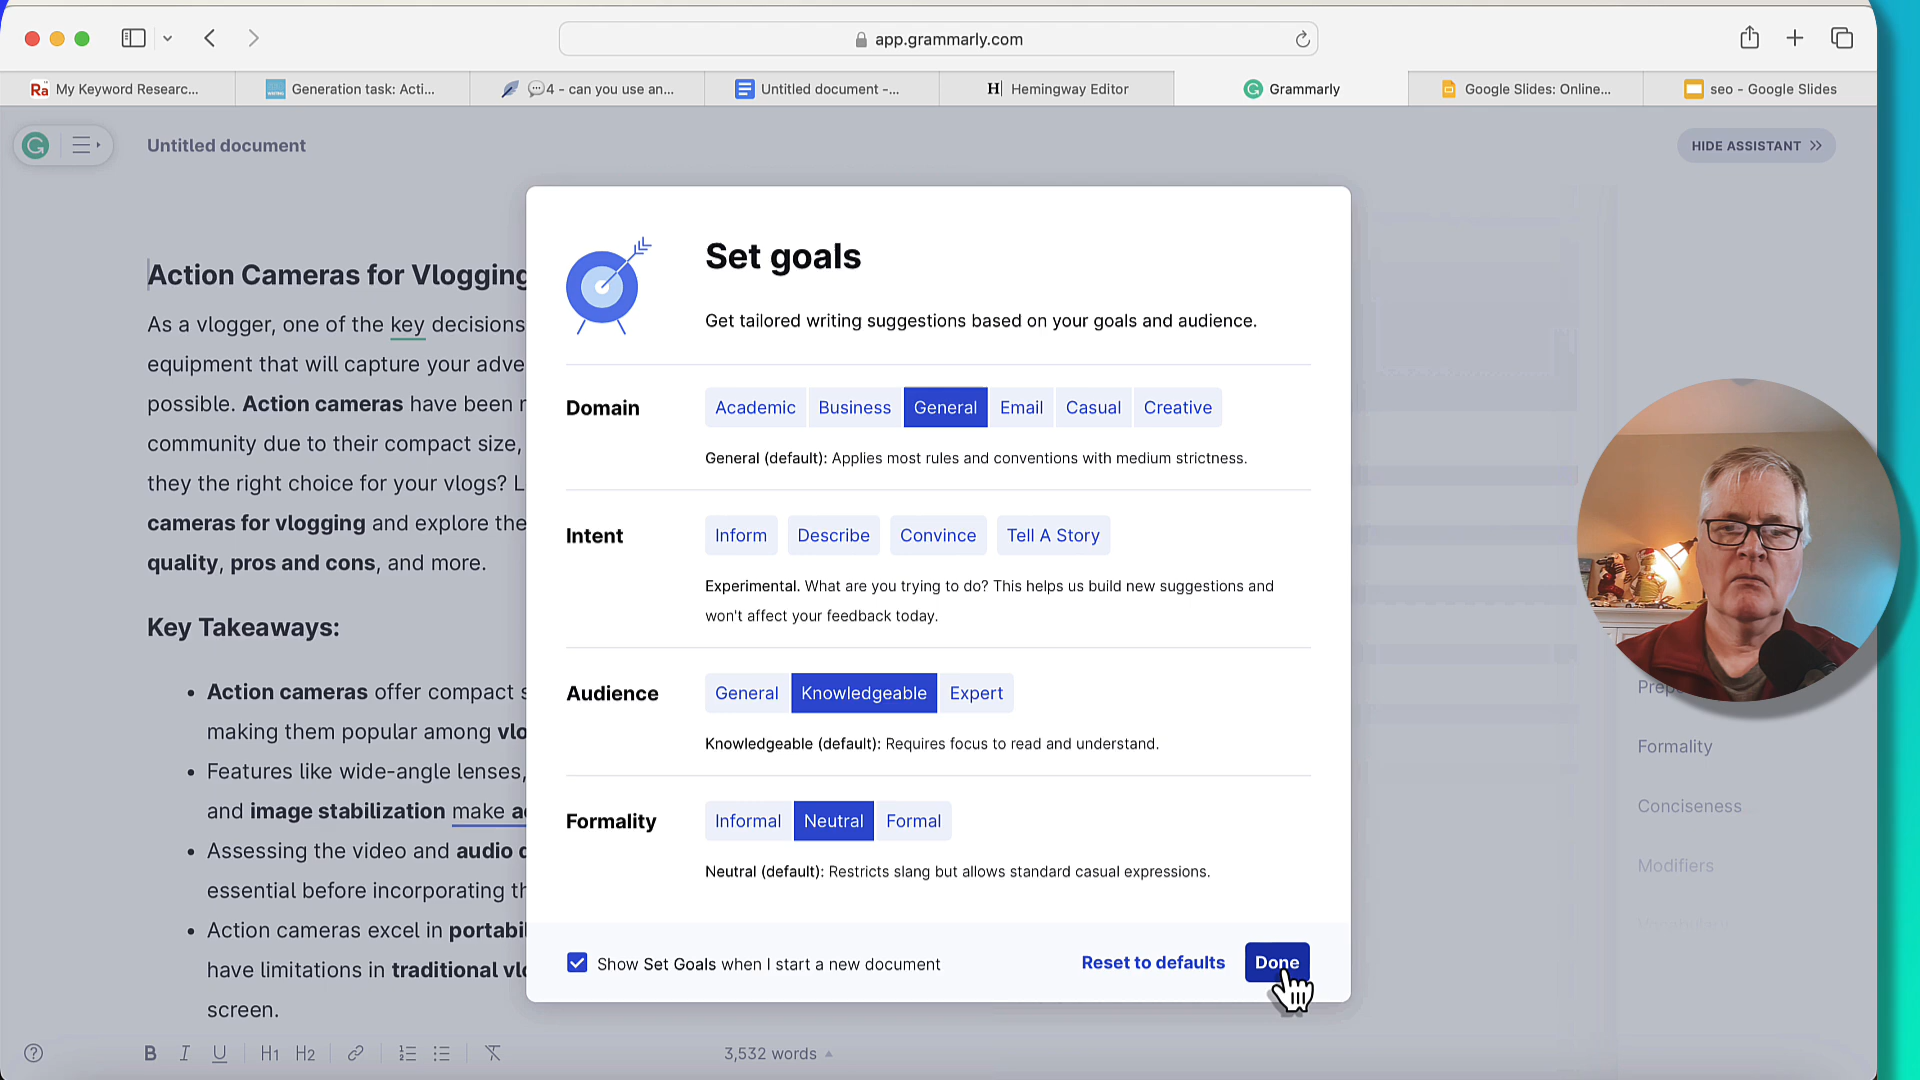 app.grammarly.com
Ra My Keyword Researc...
Generation task: Acti...
4 - can you use an...
Untitled document -...
H Hemingway Editor
Grammarly
Google Slides: Online...
seo - Google Slides
Untitled document
HIDE ASSISTANT
Action Cameras for Vlogging
As a vlogger, one of the key decisions
equipment that will capture your adve
possible. Action cameras have been
community due to their compact size,
they the right choice for your vlogs? L
cameras for vlogging and explore the
quality, pros and cons, and more.
Key Takeaways:
• Action cameras offer compact s
making them popular among vlo
• Features like wide-angle lenses,
and image stabilization make a
• Assessing the video and audio
essential before incorporating th
• Action cameras excel in portabil
have limitations in traditional vlo
screen.
Set goals
Get tailored writing suggestions based on your goals and audience.
Domain
Academic Business General Email Casual Creative
General (default): Applies most rules and conventions with medium strictness.
Intent
Inform Describe Convince Tell A Story
Experimental. What are you trying to do? This helps us build new suggestions and
won't affect your feedback today.
Audience
General Knowledgeable Expert
Knowledgeable (default): Requires focus to read and understand.
Formality
Informal Neutral Formal
Neutral (default): Restricts slang but allows standard casual expressions.
Show Set Goals when I start a new document
Reset to defaults
Done
Formality
Conciseness
Modifiers
B I U H1 H2
3,532 words